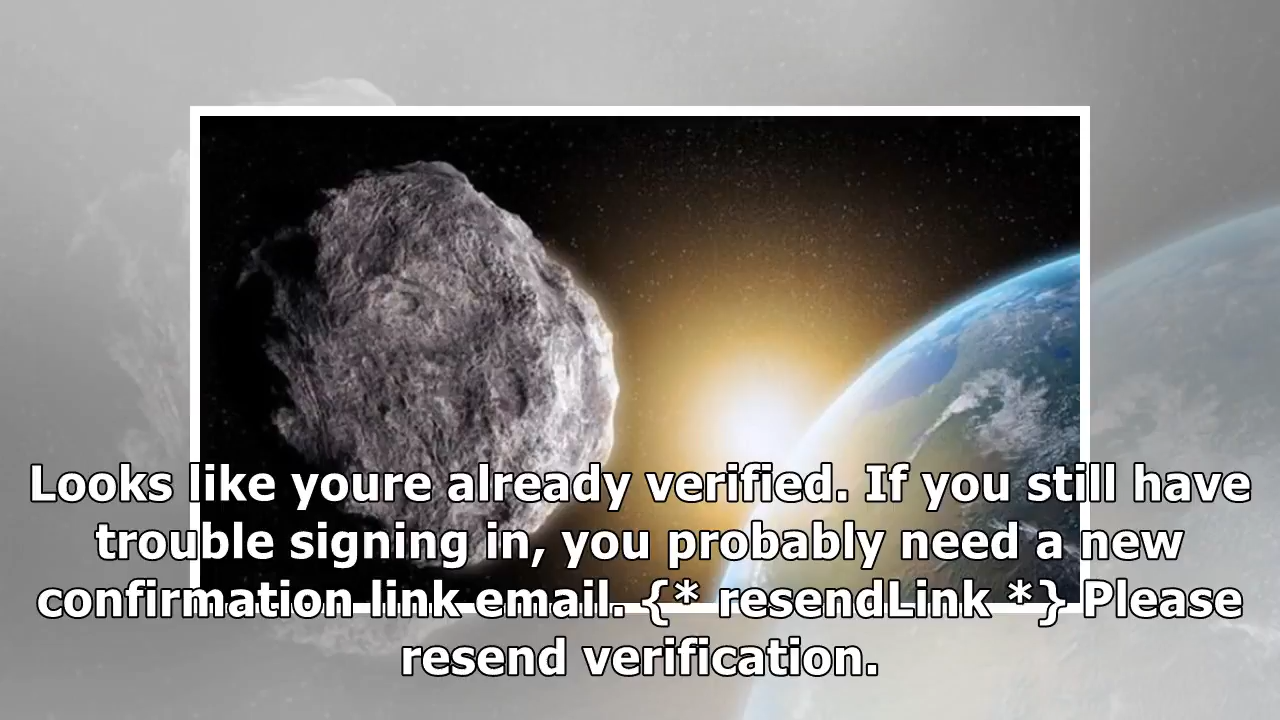 Looks like youre already verified. If you still have
trouble signing in, you probably need a new
confirmation link email. {* resendLink *} Please
resend verification.